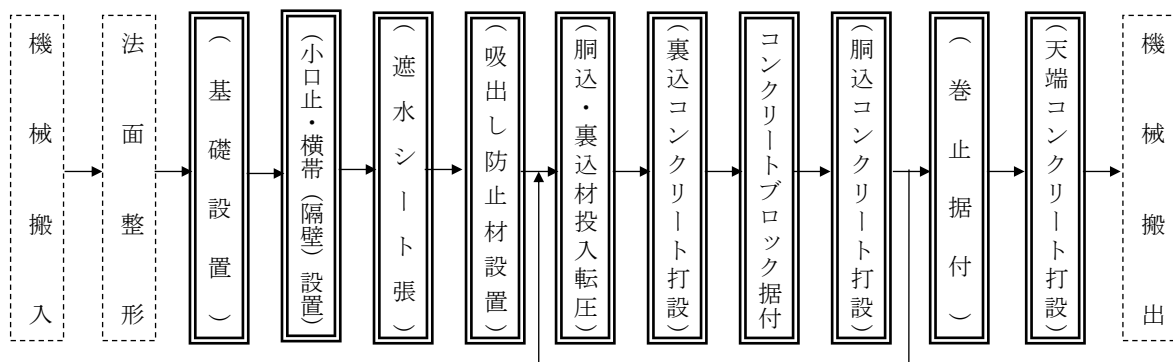 機械搬入
法面整形
(基礎設置)
(小口止・横帯(隔壁)設置)
(遮水シート張)
(吸出し防止材設置)
(胴込・裏込材投入転圧)
(裏込コンクリート打設)
コンクリートブロック据付
(胴込コンクリート打設)
(巻止据付)
(天端コンクリート打設)
機械搬出